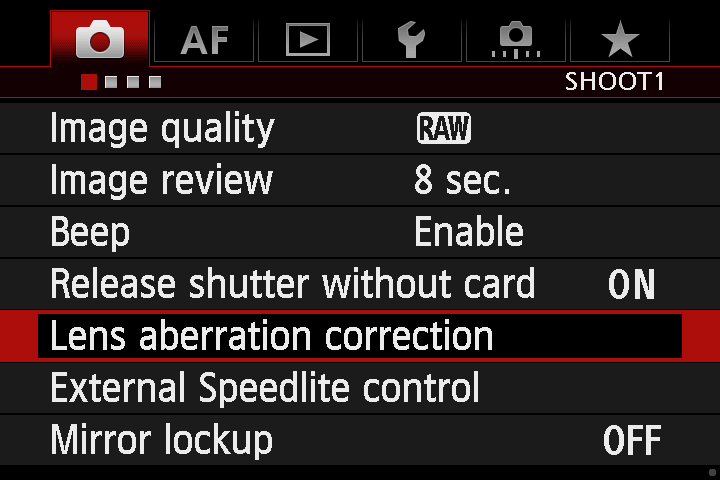 AF
SHOOT1
Image quality RAW
Image review 8 sec.
Beep Enable
Release shutter without card ON
Lens aberration correction
External Speedlite control
Mirror lockup OFF